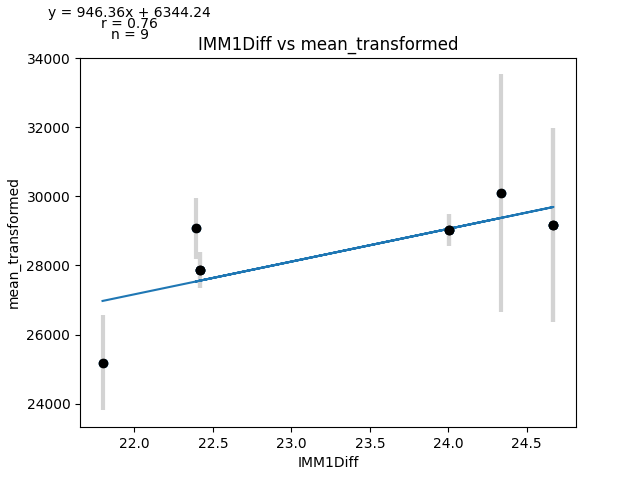 y = 946.36x + 6344.24
r = 0.76
n = 9
IMM1Diff vs mean_transformed
34000
32000
30000
28000
26000
24000
mean_transformed
22.0 22.5 23.0 23.5 24.0 24.5
IMM1Diff